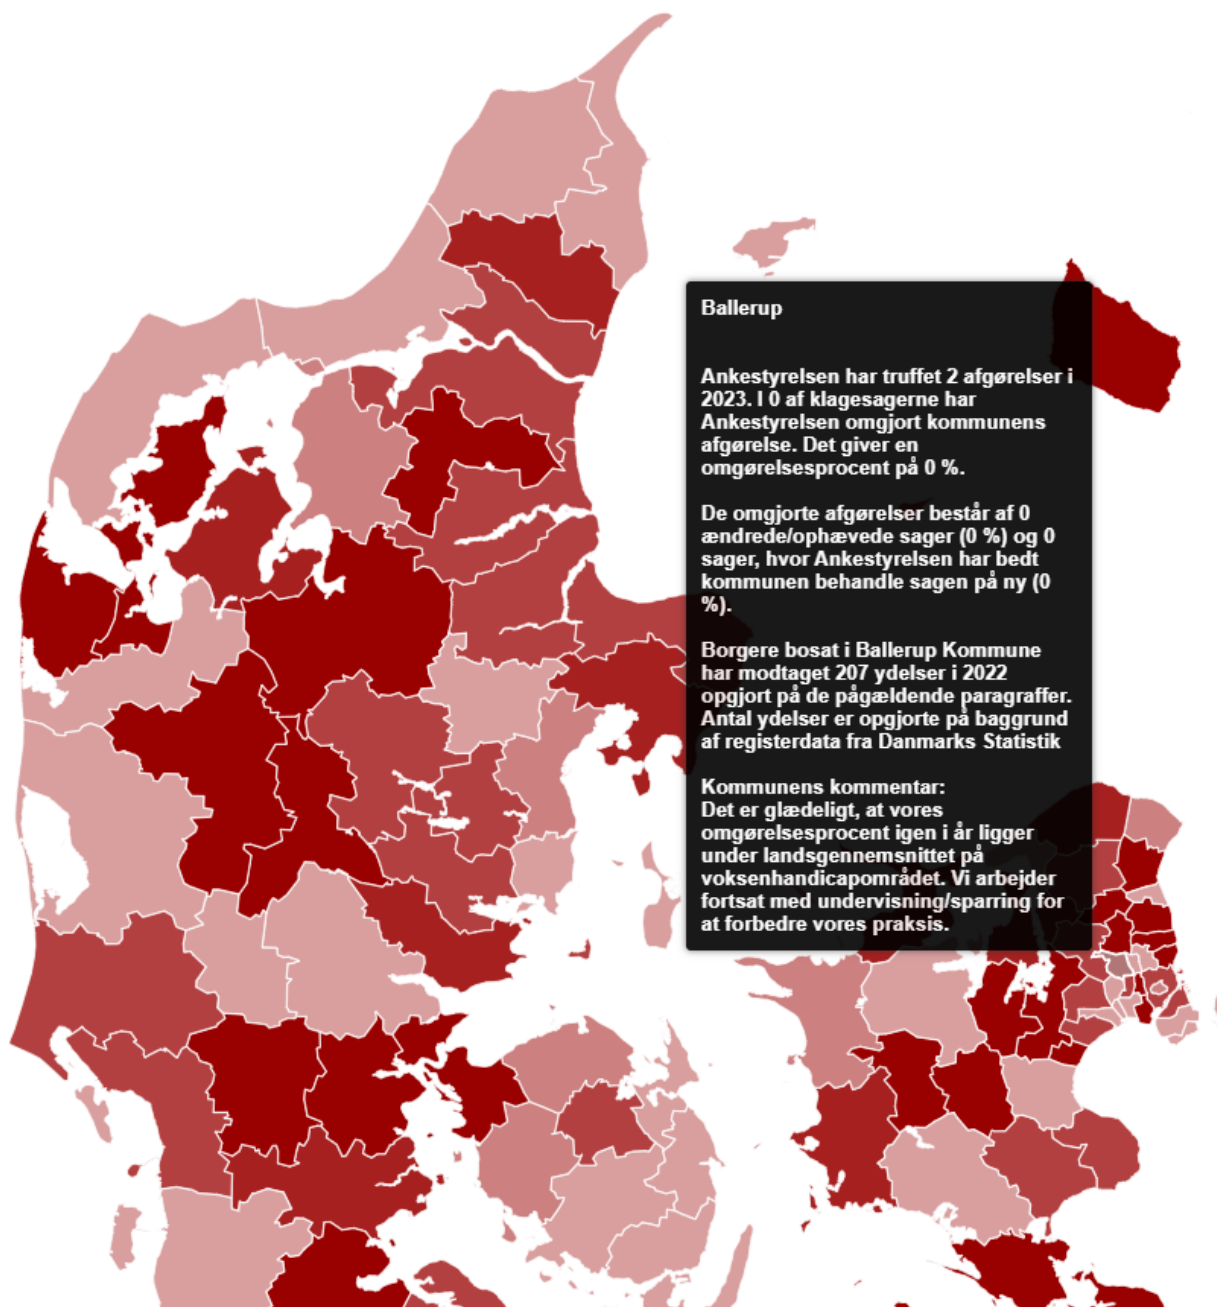 Ballerup
Ankestyrelsen har truffet 2 afgørelser i
2023. I 0 af klagesagerne har
Ankestyrelsen omgjort kommunens
afgørelse. Det giver en
omgørelsesprocent på 0 %.
De omgjorte afgørelser består af 0
ændrede/ophævede sager (0 %) og 0
sager, hvor Ankestyrelsen har bedt
kommunen behandle sagen på ny (0
%).
Borgere bosat i Ballerup Kommune
har modtaget 207 ydelser i 2022
opgjort på de pågældende paragraffer.
Antal ydelser er opgjorte på baggrund
af registerdata fra Danmarks Statistik
Kommunens kommentar:
Det er glædeligt, at vores
omgørelsesprocent igen i år ligger
under landsgennemsnittet på
voksenhandicapområdet. Vi arbejder
fortsat med undervisning/sparring for
at forbedre vores praksis.